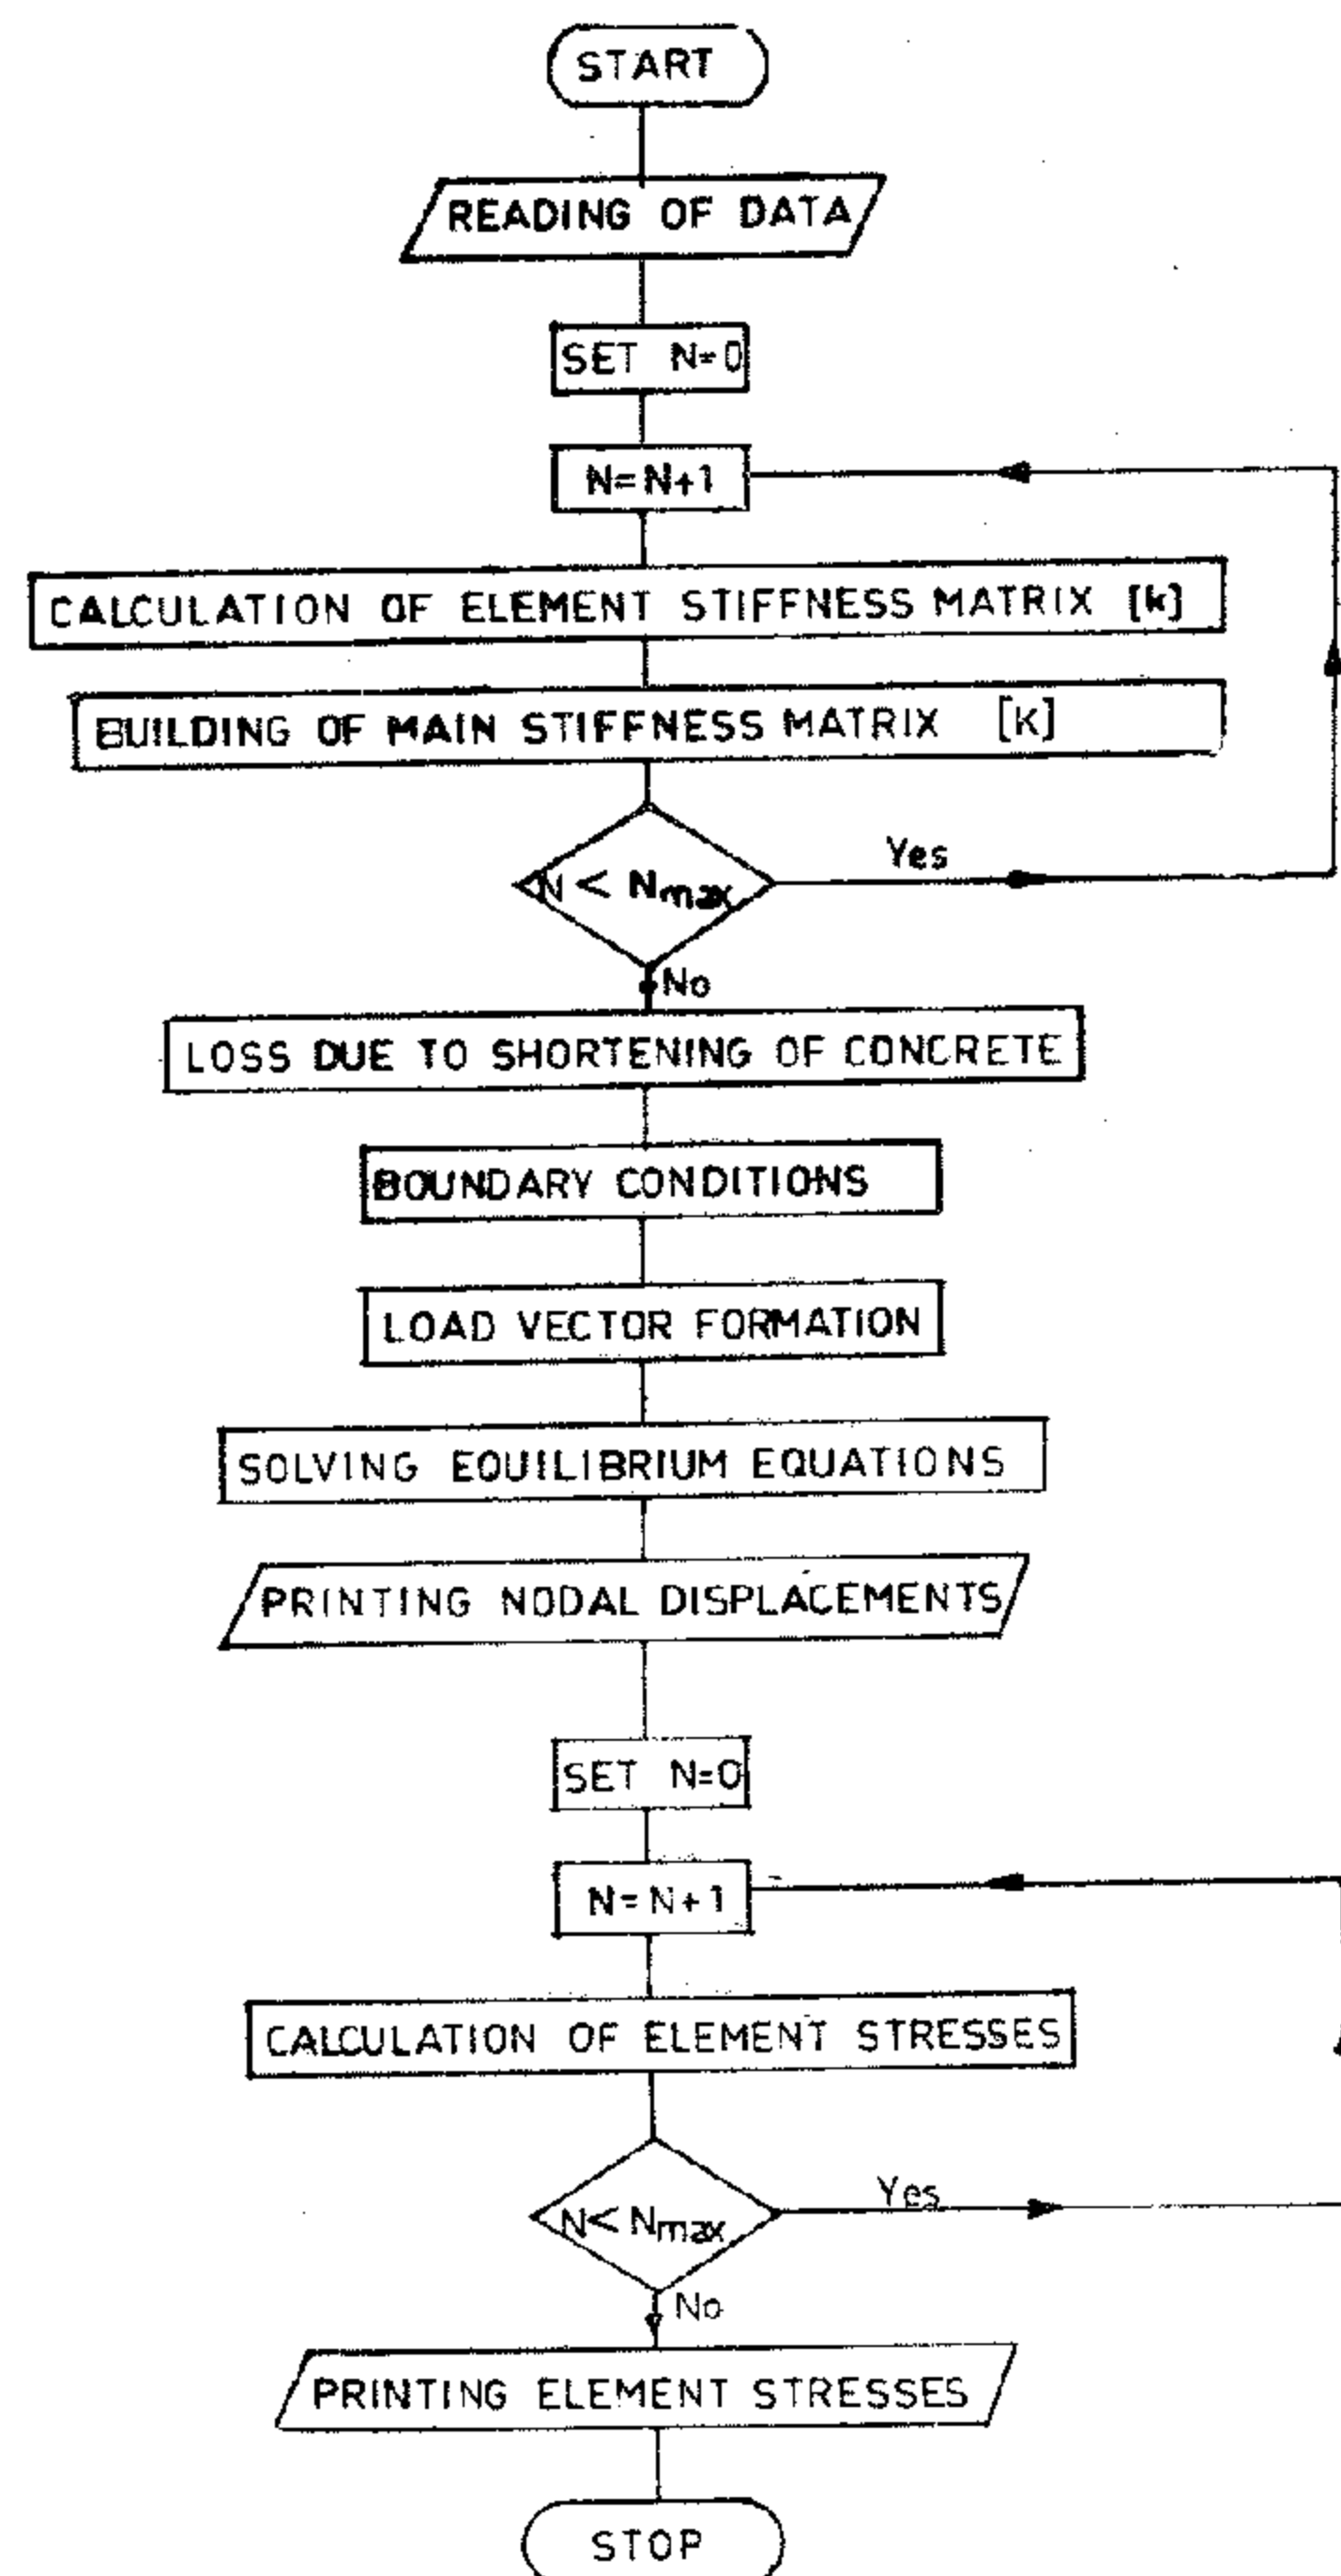 START
READING OF DATA
SET N=0
N=N+1
CALCULATION OF ELEMENT STIFFNESS MATRIX [k]
BUILDING OF MAIN STIFFNESS MATRIX [K]
N < Nmax
Yes
No
LOSS DUE TO SHORTENING OF CONCRETE
BOUNDARY CONDITIONS
LOAD VECTOR FORMATION
SOLVING EQUILIBRIUM EQUATIONS
PRINTING NODAL DISPLACEMENTS
SET N=0
N=N+1
CALCULATION OF ELEMENT STRESSES
N< Nmax
Yes
No
PRINTING ELEMENT STRESSES
STOP